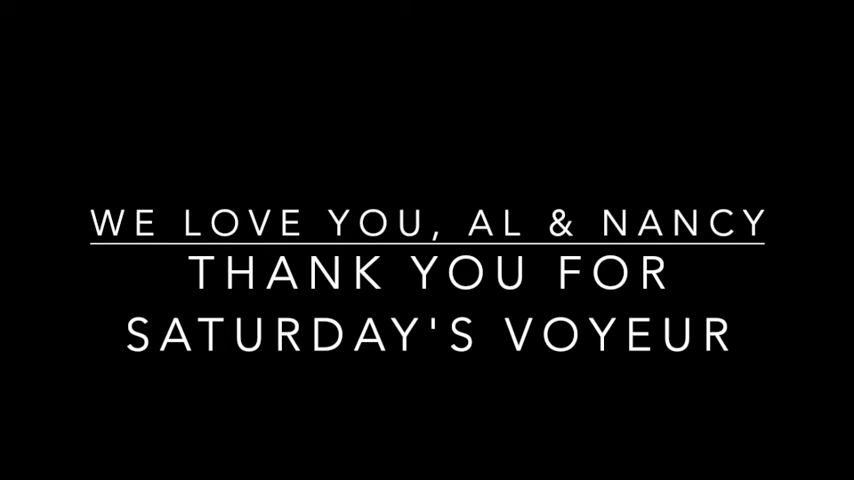 WE LOVE YOU, AL & NANCY
THANK YOU FOR
SATURDAY'S VOYEUR